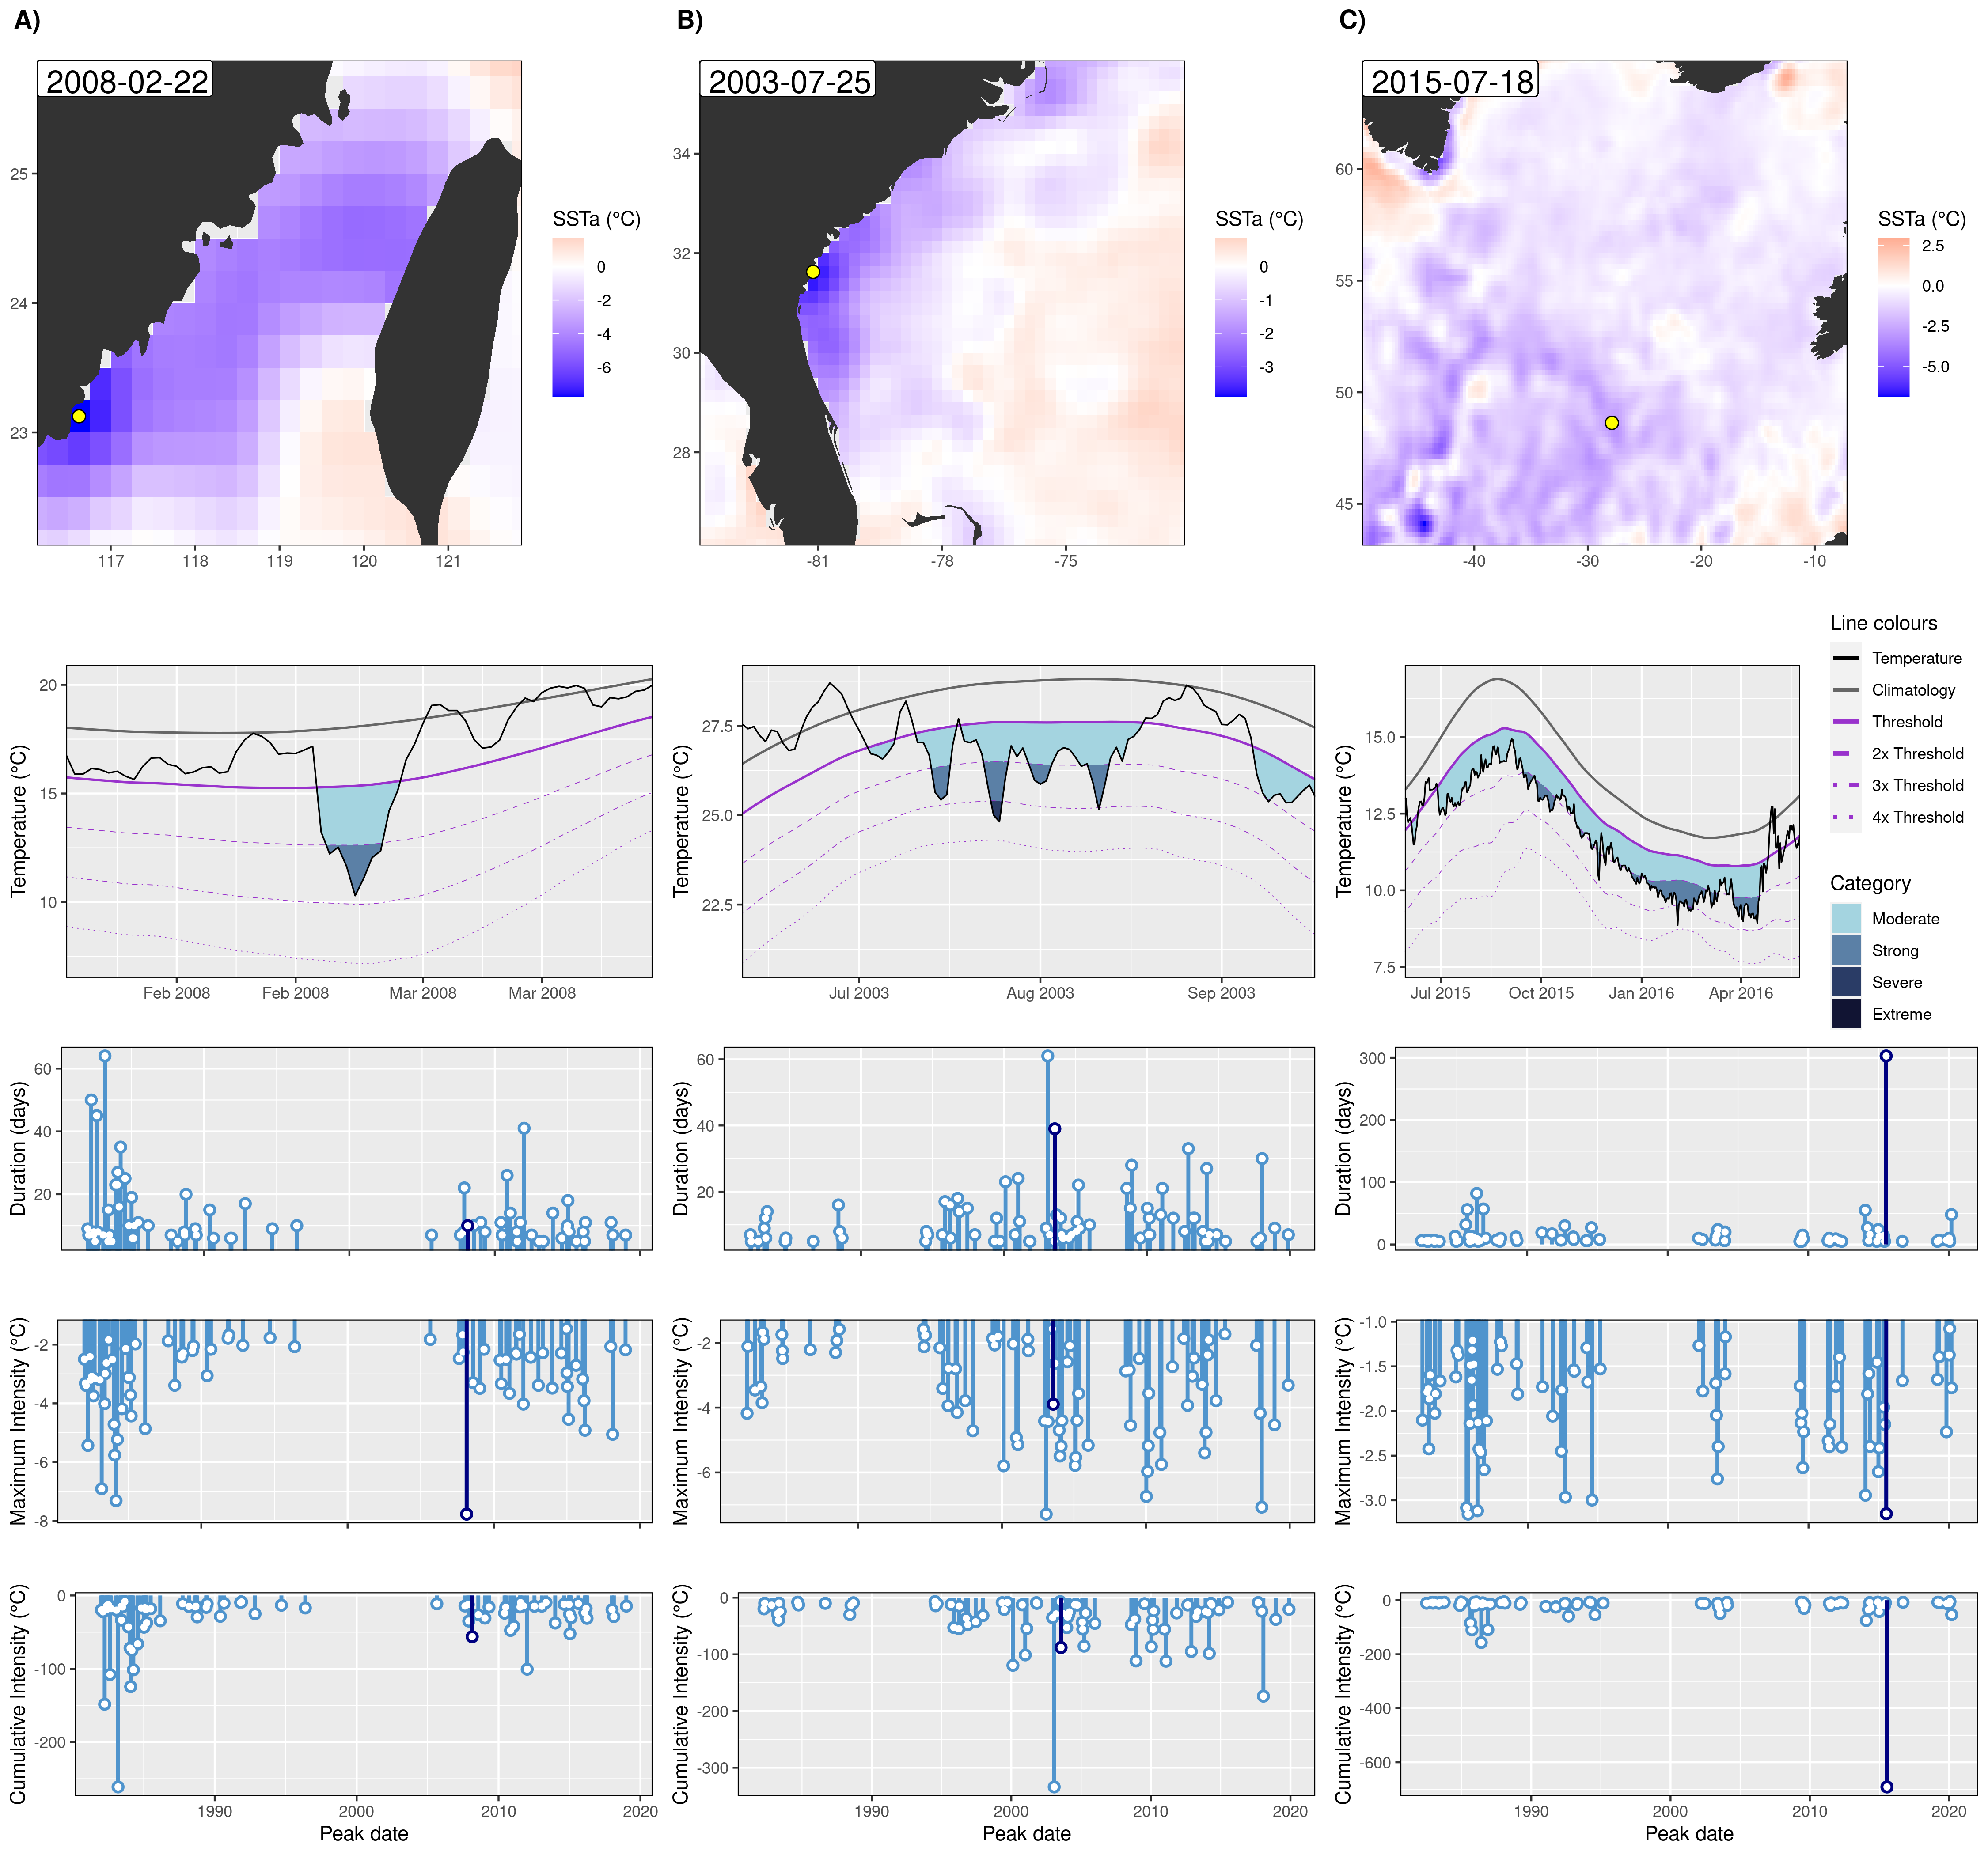 A)
B)
C)
2008-02-22
25
24
23
117
118
119
120
121
SSTa (°C)
0
-2
-4
-6
2003-07-25
34
32
30
28
-81
-78
-75
SSTa (°C)
0
-1
-2
-3
2015-07-18
60
55
50
45
-40
-30
-20
-10
SSTa (°C)
2.5
0.0
-2.5
-5.0
Temperature (°C)
20
15
10
Feb 2008
Feb 2008
Mar 2008
Mar 2008
Temperature (°C)
27.5
25.0
22.5
Jul 2003
Aug 2003
Sep 2003
Temperature (°C)
15.0
12.5
10.0
7.5
Jul 2015
Oct 2015
Jan 2016
Apr 2016
Line colours
Temperature
Climatology
Threshold
2x Threshold
3x Threshold
4x Threshold
Category
Moderate
Strong
Severe
Extreme
Duration (days)
60
40
20
Duration (days)
60
40
20
Duration (days)
300
200
100
0
Maximum Intensity (°C)
-2
-4
-6
-8
Maximum Intensity (°C)
-2
-4
-6
Maximum Intensity (°C)
-1.0
-1.5
-2.0
-2.5
-3.0
Cumulative Intensity (°C)
0
-100
-200
1990
2000
2010
2020
Peak date
Cumulative Intensity (°C)
0
-100
-200
-300
1990
2000
2010
2020
Peak date
Cumulative Intensity (°C)
0
-200
-400
-600
1990
2000
2010
2020
Peak date